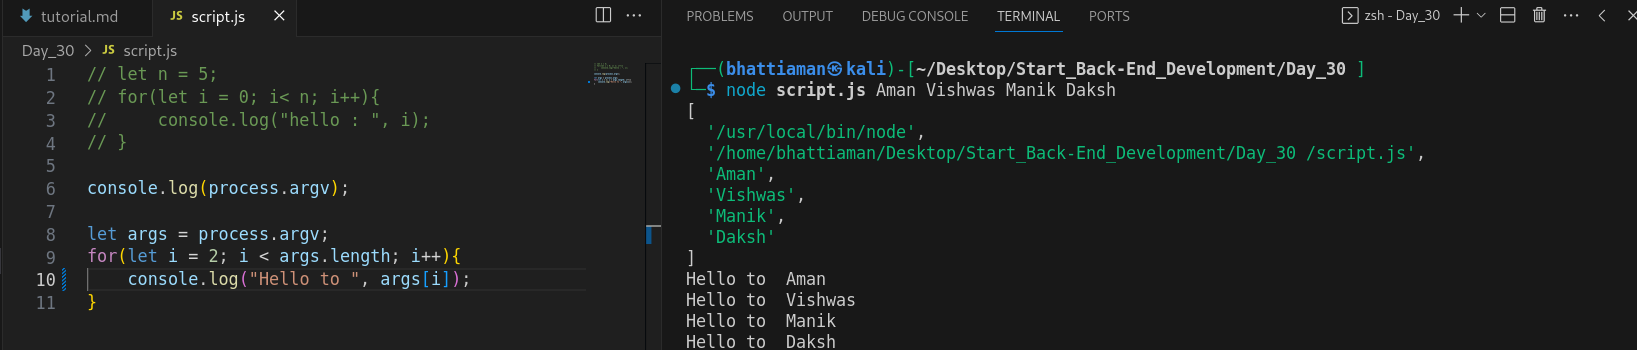 tutorial.md
JS script.js
Day_30 > JS script.js
1 // let n = 5;
2 // for(let i = 0; i< n; i++){
3 //     console.log("hello : ", i);
4 // }
5
6 console.log(process.argv);
7
8 let args = process.argv;
9 for(let i = 2; i < args.length; i++){
10     console.log("Hello to ", args[i]);
11 }
PROBLEMS OUTPUT DEBUG CONSOLE TERMINAL PORTS
zsh - Day_30
┌──(bhattiaman㉿kali)-[~/Desktop/Start_Back-End_Development/Day_30 ]
└─$ node script.js Aman Vishwas Manik Daksh
[
  '/usr/local/bin/node',
  '/home/bhattiaman/Desktop/Start_Back-End_Development/Day_30 /script.js',
  'Aman',
  'Vishwas',
  'Manik',
  'Daksh'
]
Hello to  Aman
Hello to  Vishwas
Hello to  Manik
Hello to  Daksh